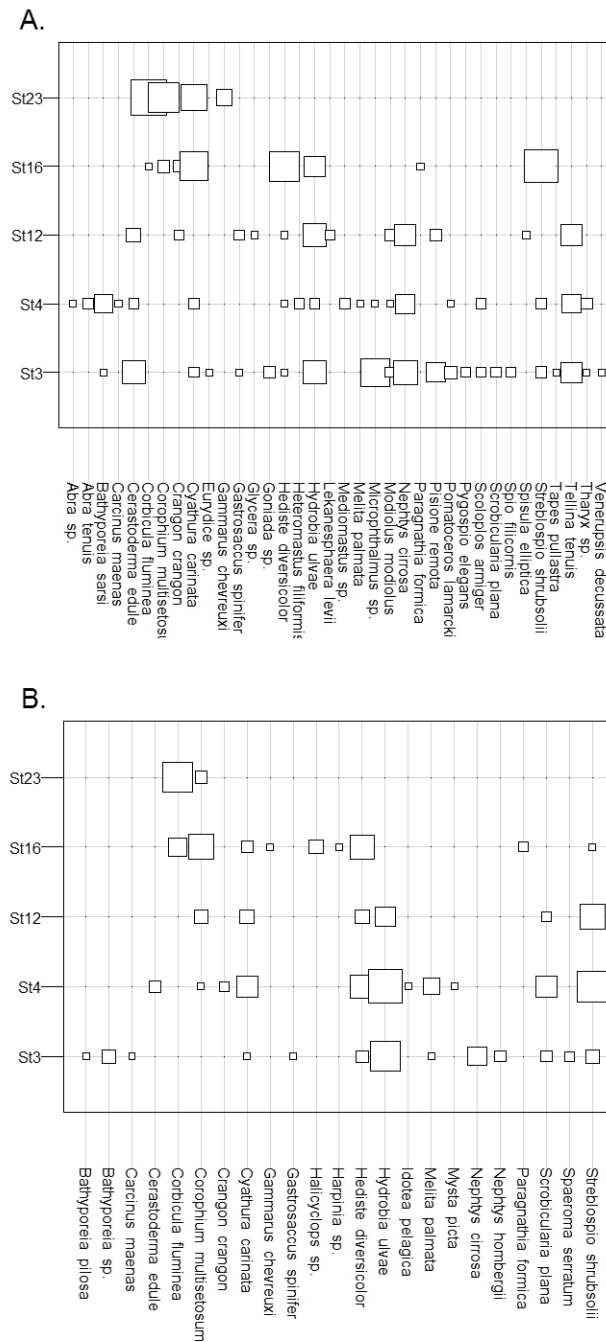 A.
St23
St16
St12
St4
St3
Abra sp.
Abra tenuis
Bathyporeia sarsi
Carcinus maenas
Cerastoderma edule
Corbicula fluminea
Corophium multisetosu
Crangon crangon
Cyathura carinata
Eurydice sp.
Gammarus chevreuxi
Gastrosaccus spinifer
Glycera sp.
Goniada sp.
Hediste diversicolor
Heteromastus filiformis
Hydrobia ulvae
Lekanesphaera levii
Mediomastus sp.
Melita palmata
Microphthalmus sp.
Modiolus modiolus
Nephtys cirrosa
Paragnathia formica
Pisione remota
Pomatoceros lamarcki
Pygospio elegans
Scoloplos armiger
Scrobicularia plana
Spio filicornis
Spisula elliptica
Streblospio shrubsolii
Tapes pullastra
Tellina tenuis
Tharyx sp.
Venerupsis decussata
B.
St23
St16
St12
St4
St3
Bathyporeia pilosa
Bathyporeia sp.
Carcinus maenas
Cerastoderma edule
Corbicula fluminea
Corophium multisetosum
Crangon crangon
Cyathura carinata
Gammarus chevreuxi
Gastrosaccus spinifer
Halicyclops sp.
Harpinia sp.
Hediste diversicolor
Hydrobia ulvae
Idotea pelagica
Melita palmata
Mysta picta
Nephtys cirrosa
Nephtys hombergii
Paragnathia formica
Scrobicularia plana
Spaeroma serratum
Streblospio shrubsolii